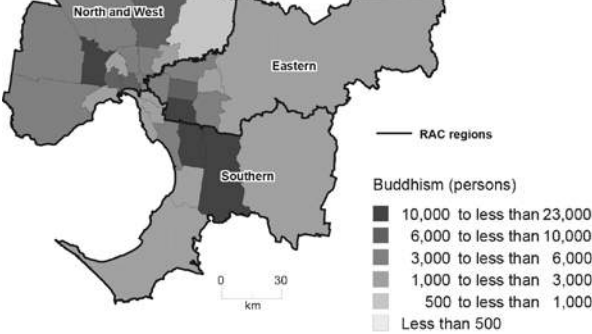 North and West
Eastern
RAC regions
Southern
Buddhism (persons)
10,000 to less than 23,000
6,000 to less than 10,000
3,000 to less than 6,000
1,000 to less than 3,000
500 to less than 1,000
Less than 500
0 30
km